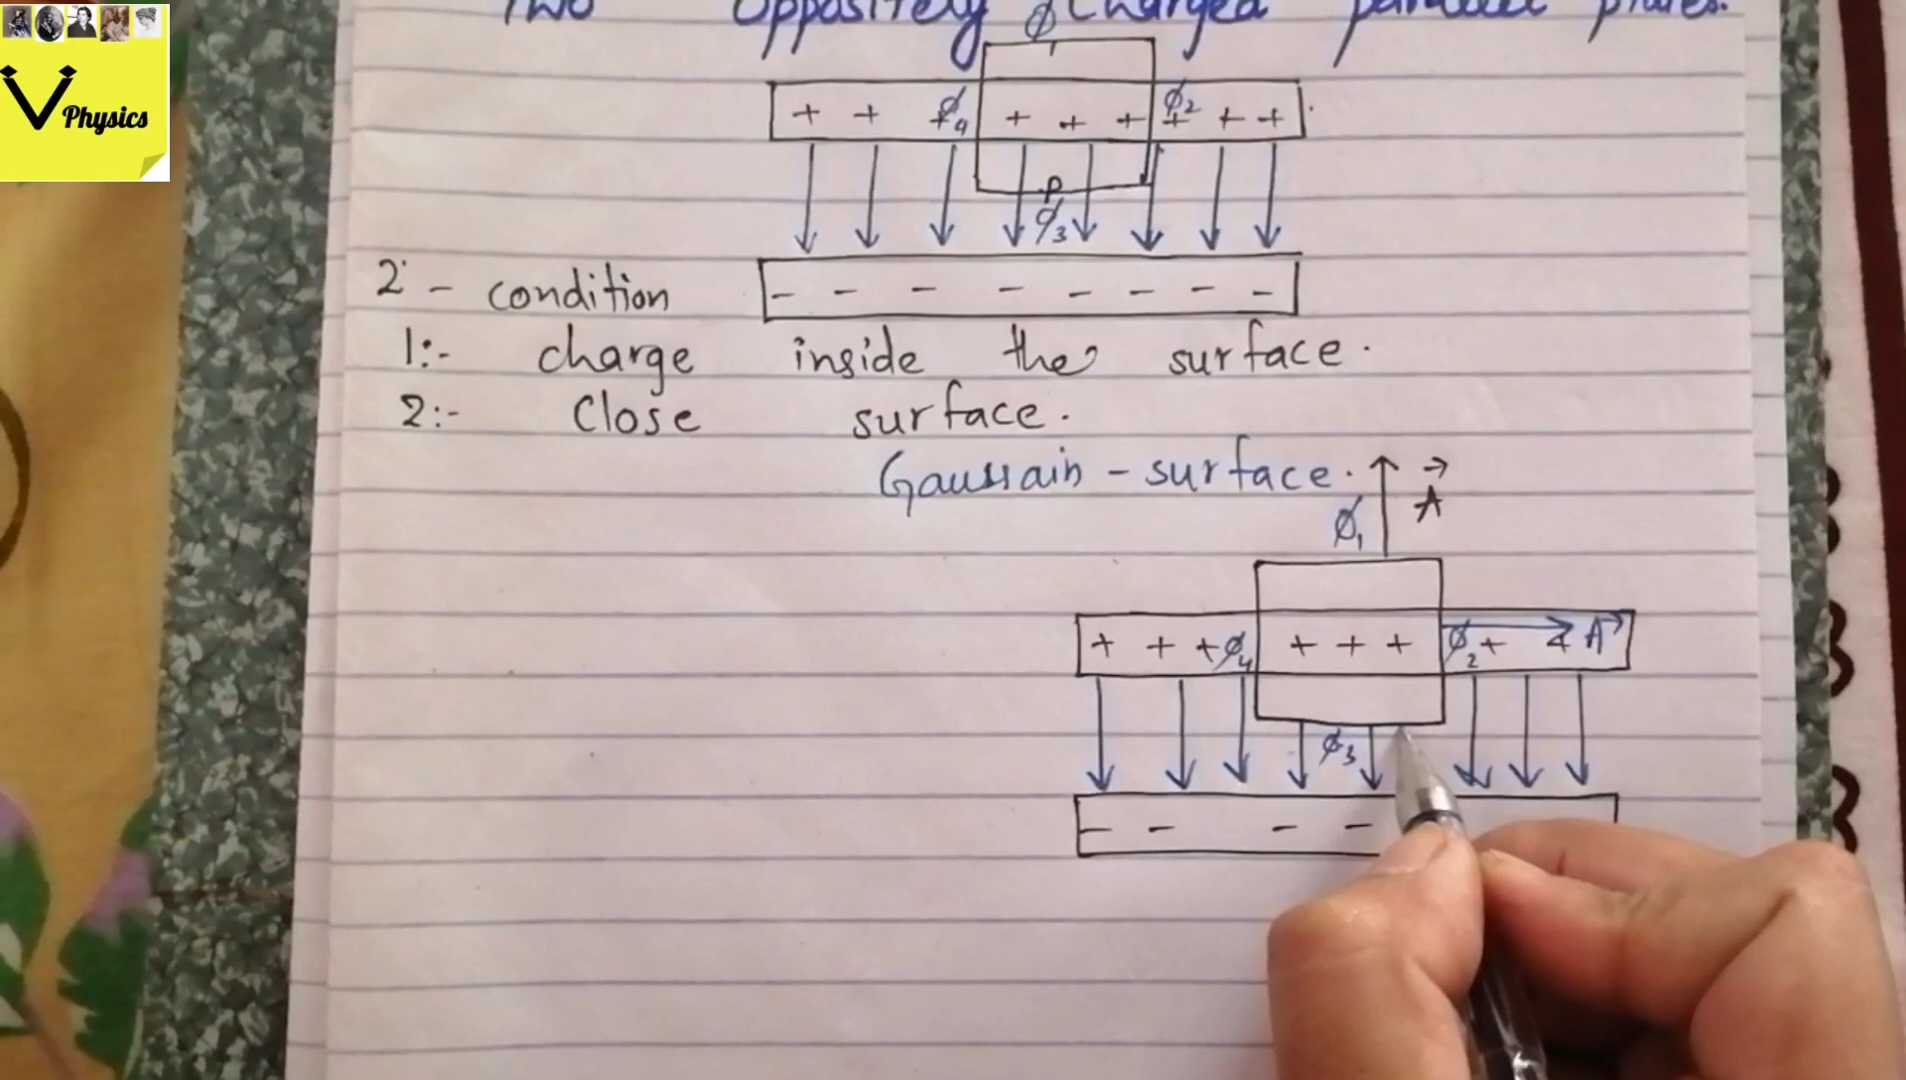 V Physics
Two Oppositely Charged parallel plates.
φ1
+ + + + + + + + +
φ4 φ2
P
φ3
- - - - - - - -
2 - condition
1:- charge inside the surface.
2:- Close surface.
Gaussain - surface.
A
φ1
+ + + φ4 + + + φ2 + + A
φ3
- - - -